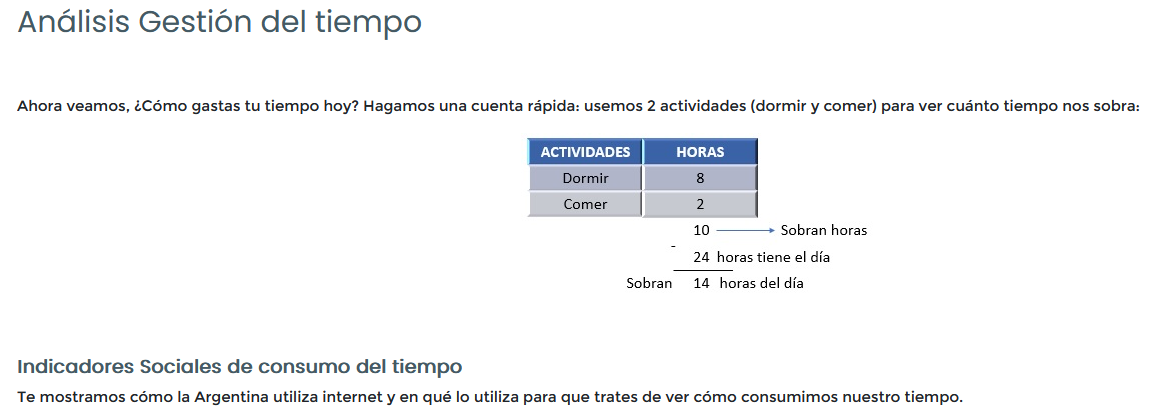 Análisis Gestión del tiempo
Ahora veamos, ¿Cómo gastas tu tiempo hoy? Hagamos una cuenta rápida: usemos 2 actividades (dormir y comer) para ver cuánto tiempo nos sobra:
ACTIVIDADES HORAS
Dormir 8
Comer 2
10 Sobran horas
-
24 horas tiene el día
Sobran 14 horas del día
Indicadores Sociales de consumo del tiempo
Te mostramos cómo la Argentina utiliza internet y en qué lo utiliza para que trates de ver cómo consumimos nuestro tiempo.